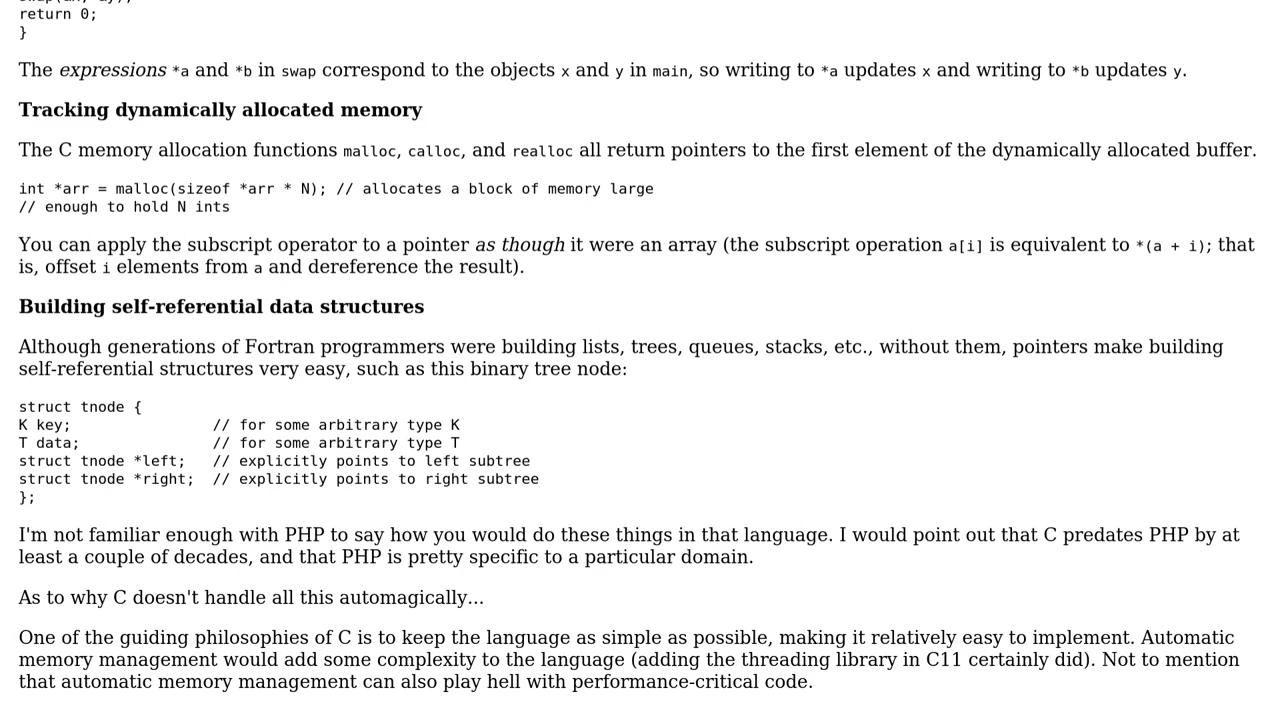 return 0;
}
The expressions *a and *b in swap correspond to the objects x and y in main, so writing to *a updates x and writing to *b updates y.
Tracking dynamically allocated memory
The C memory allocation functions malloc, calloc, and realloc all return pointers to the first element of the dynamically allocated buffer.
int *arr = malloc(sizeof *arr * N); // allocates a block of memory large
// enough to hold N ints
You can apply the subscript operator to a pointer as though it were an array (the subscript operation a[i] is equivalent to *(a + i); that
is, offset i elements from a and dereference the result).
Building self-referential data structures
Although generations of Fortran programmers were building lists, trees, queues, stacks, etc., without them, pointers make building
self-referential structures very easy, such as this binary tree node:
struct tnode {
K key;                // for some arbitrary type K
T data;               // for some arbitrary type T
struct tnode *left;   // explicitly points to left subtree
struct tnode *right;  // explicitly points to right subtree
};
I'm not familiar enough with PHP to say how you would do these things in that language. I would point out that C predates PHP by at
least a couple of decades, and that PHP is pretty specific to a particular domain.
As to why C doesn't handle all this automagically...
One of the guiding philosophies of C is to keep the language as simple as possible, making it relatively easy to implement. Automatic
memory management would add some complexity to the language (adding the threading library in C11 certainly did). Not to mention
that automatic memory management can also play hell with performance-critical code.